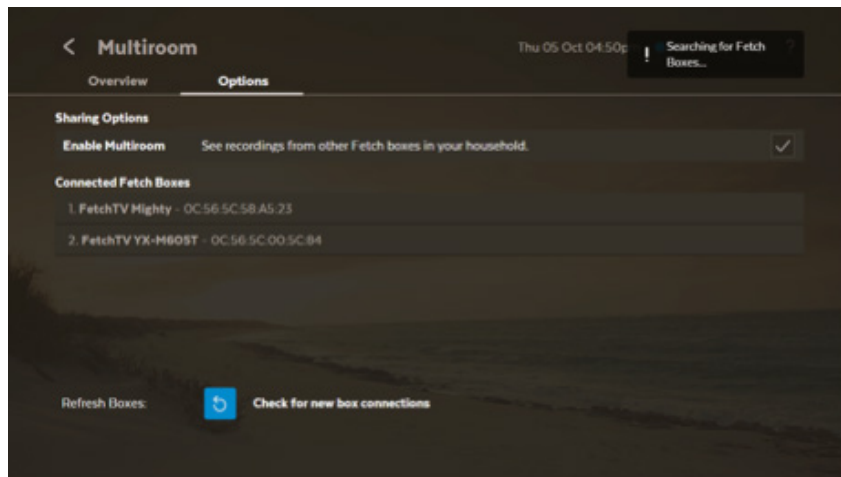 < Multiroom
Thu 05 Oct 04:50p
! Searching for Fetch
Boxes...
?
Overview Options
Sharing Options
Enable Multiroom See recordings from other Fetch boxes in your household.
Connected Fetch Boxes
1. FetchTV Mighty - 0C:56:5C:5B:A5:23
2. FetchTV YX-M605T - 0C:56:5C:00:5C:84
Refresh Boxes: Check for new box connections